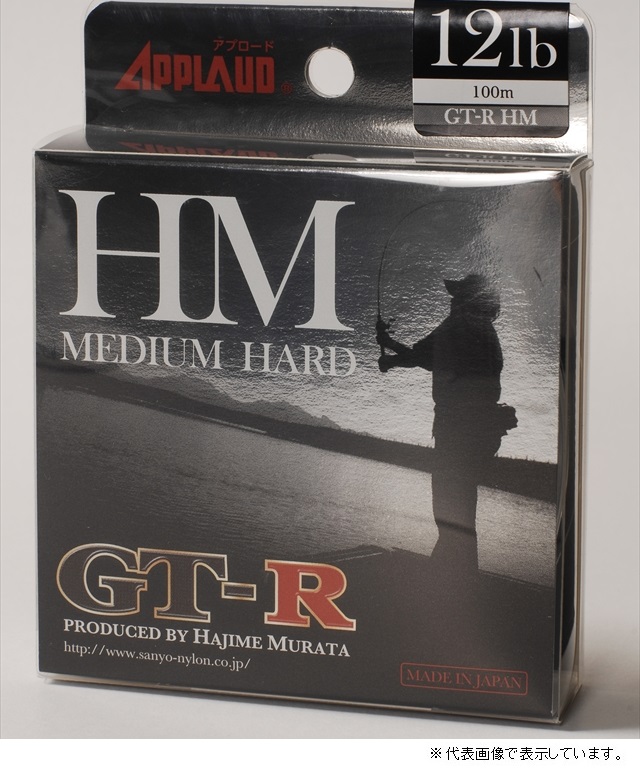 アプロード
APPLAUD
12lb
100m
GT-R HM
HM
MEDIUM HARD
GT-R
PRODUCED BY HAJIME MURATA
http://www.sanyo-nylon.co.jp/
MADE IN JAPAN
※代表画像で表示しています。